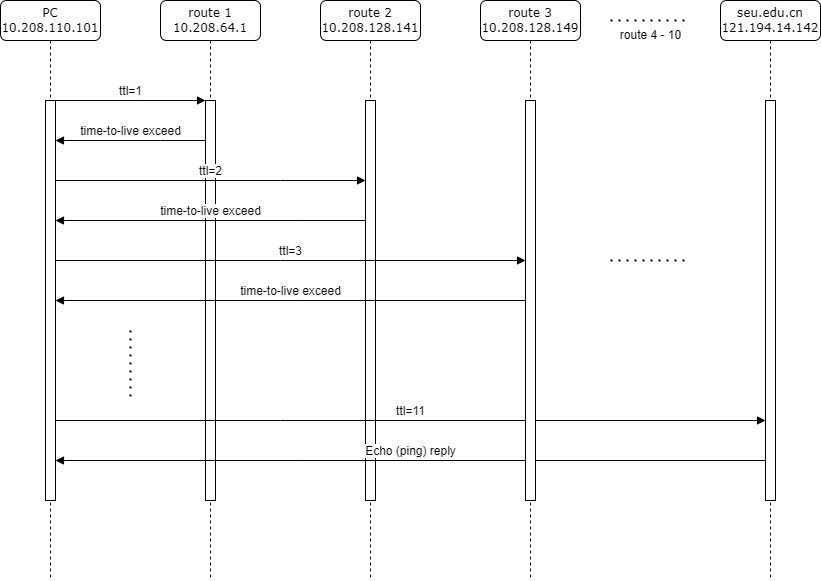 PC
10.208.110.101
route 1
10.208.64.1
route 2
10.208.128.141
route 3
10.208.128.149
. . . . . . . . . .
route 4 - 10
seu.edu.cn
121.194.14.142
ttl=1
time-to-live exceed
ttl=2
time-to-live exceed
ttl=3
. . . . . . . . . .
time-to-live exceed
ttl=11
Echo (ping) reply